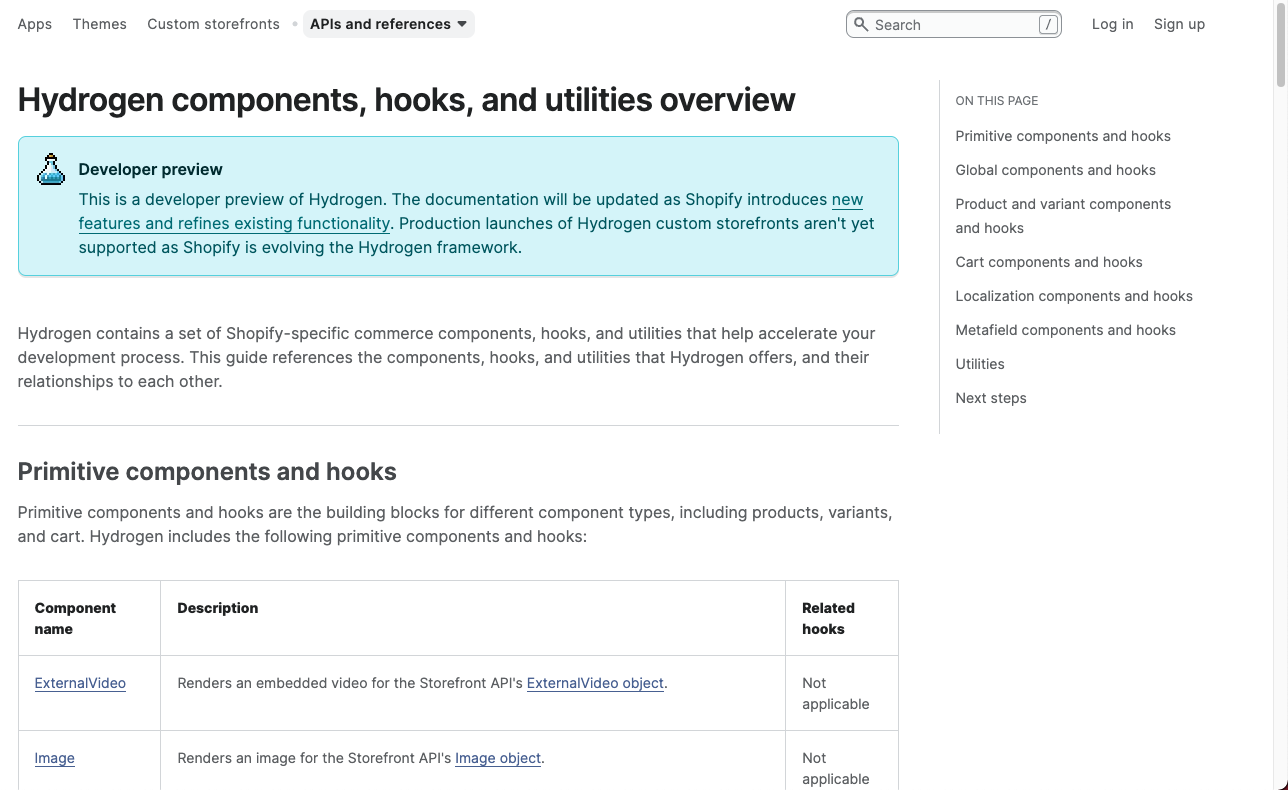 Apps Themes Custom storefronts APIs and references
Search /
Log in Sign up
Hydrogen components, hooks, and utilities overview
Developer preview
This is a developer preview of Hydrogen. The documentation will be updated as Shopify introduces new
features and refines existing functionality. Production launches of Hydrogen custom storefronts aren't yet
supported as Shopify is evolving the Hydrogen framework.
Hydrogen contains a set of Shopify-specific commerce components, hooks, and utilities that help accelerate your
development process. This guide references the components, hooks, and utilities that Hydrogen offers, and their
relationships to each other.
Primitive components and hooks
Primitive components and hooks are the building blocks for different component types, including products, variants,
and cart. Hydrogen includes the following primitive components and hooks:
Component
name
Description
Related
hooks
ExternalVideo
Renders an embedded video for the Storefront API's ExternalVideo object.
Not
applicable
Image
Renders an image for the Storefront API's Image object.
Not
applicable
ON THIS PAGE
Primitive components and hooks
Global components and hooks
Product and variant components
and hooks
Cart components and hooks
Localization components and hooks
Metafield components and hooks
Utilities
Next steps